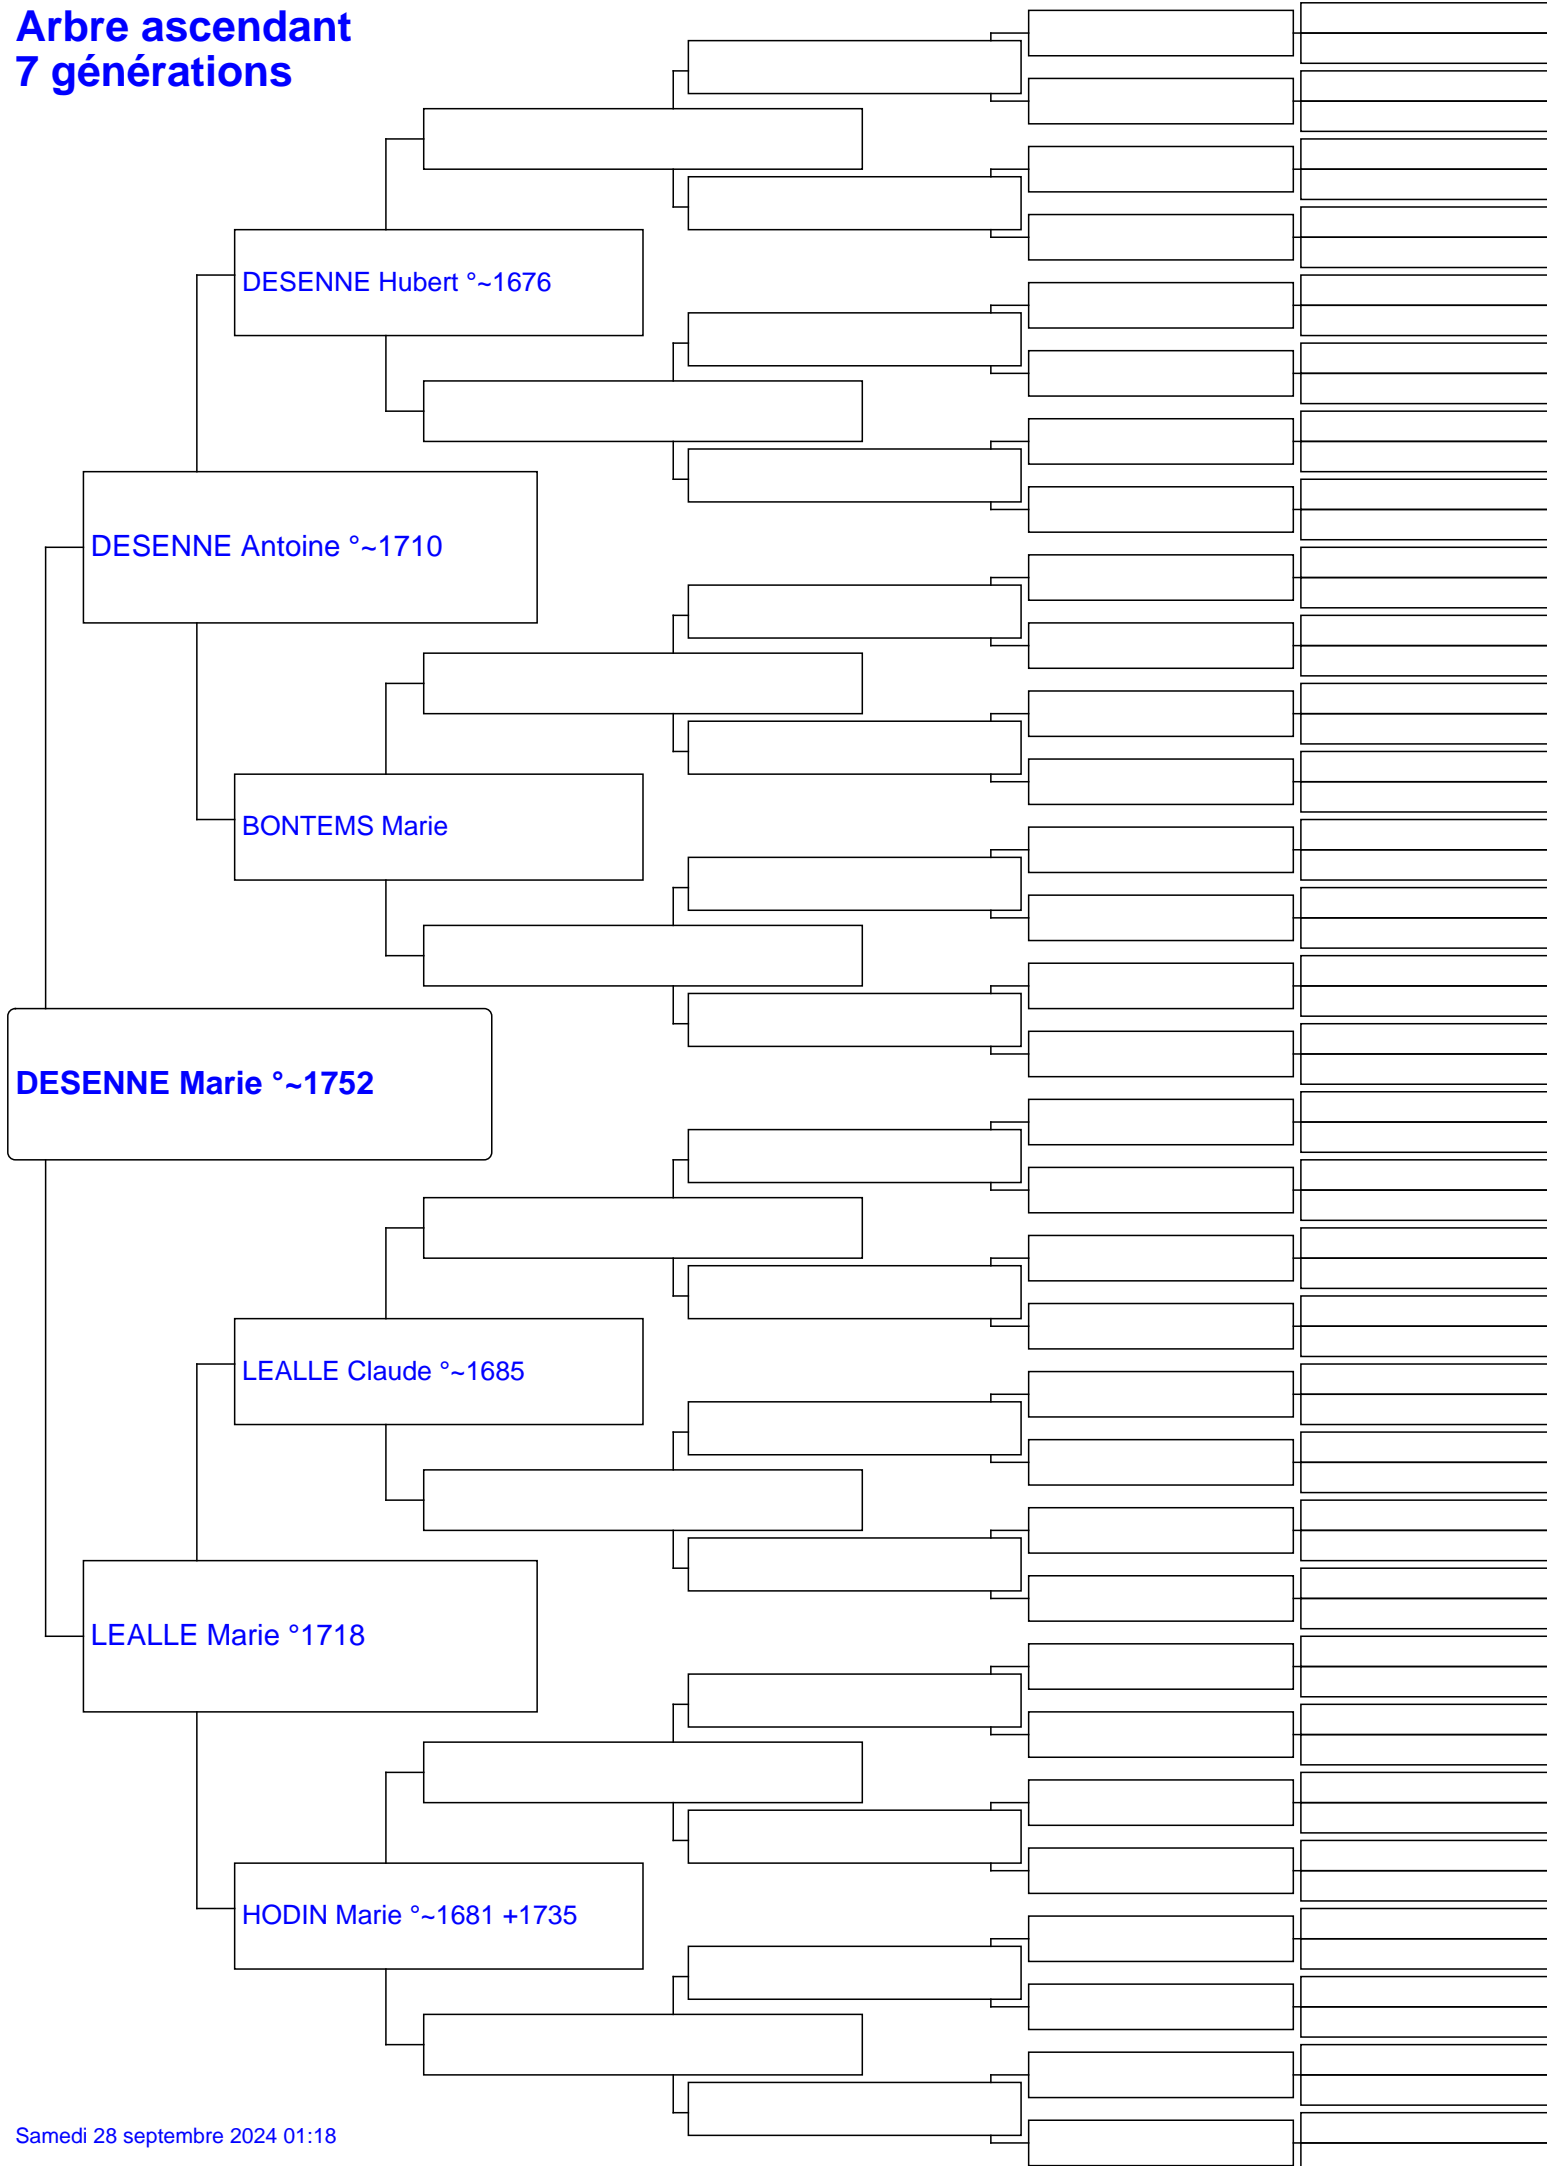 Arbre ascendant
7 générations
DESENNE Hubert °~1676
DESENNE Antoine °~1710
BONTEMS Marie
DESENNE Marie °~1752
LEALLE Claude °~1685
LEALLE Marie °1718
HODIN Marie °~1681 +1735
Samedi 28 septembre 2024 01:18